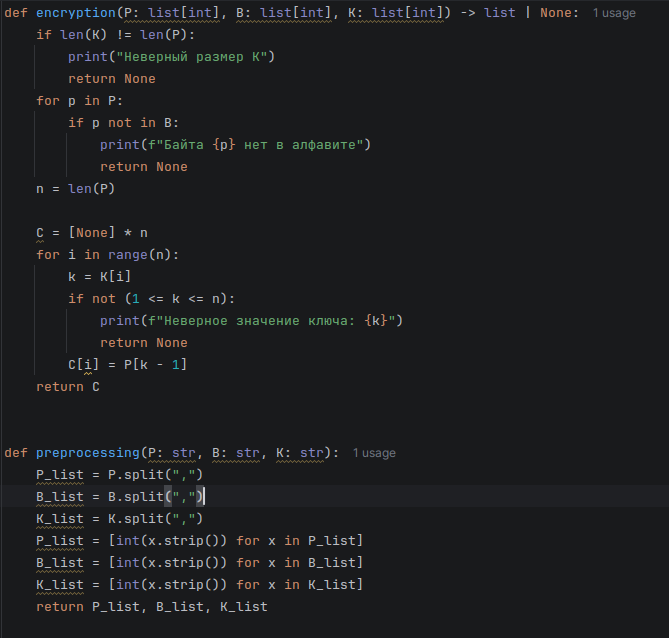 def encryption(P: list[int], B: list[int], K: list[int]) -> list | None: 1 usage
    if len(K) != len(P):
        print("Неверный размер K")
        return None
    for p in P:
        if p not in B:
            print(f"Байта {p} нет в алфавите")
            return None
    n = len(P)

    C = [None] * n
    for i in range(n):
        k = K[i]
        if not (1 <= k <= n):
            print(f"Неверное значение ключа: {k}")
            return None
        C[i] = P[k - 1]
    return C


def preprocessing(P: str, B: str, K: str): 1 usage
    P_list = P.split(",")
    B_list = B.split(",")
    K_list = K.split(",")
    P_list = [int(x.strip()) for x in P_list]
    B_list = [int(x.strip()) for x in B_list]
    K_list = [int(x.strip()) for x in K_list]
    return P_list, B_list, K_list